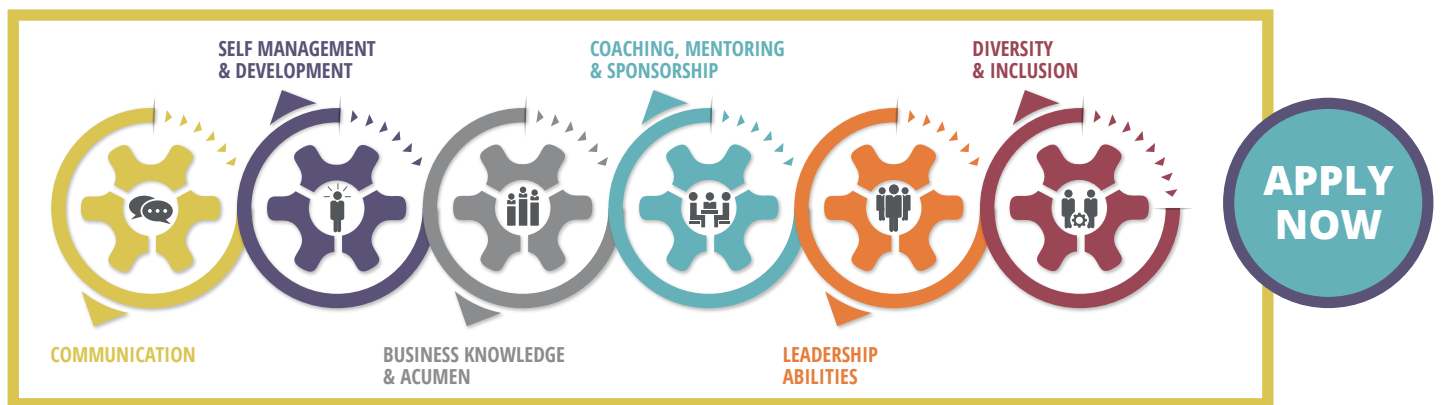 SELF MANAGEMENT
& DEVELOPMENT
COACHING, MENTORING
& SPONSORSHIP
DIVERSITY
& INCLUSION
APPLY
NOW
COMMUNICATION
BUSINESS KNOWLEDGE
& ACUMEN
LEADERSHIP
ABILITIES